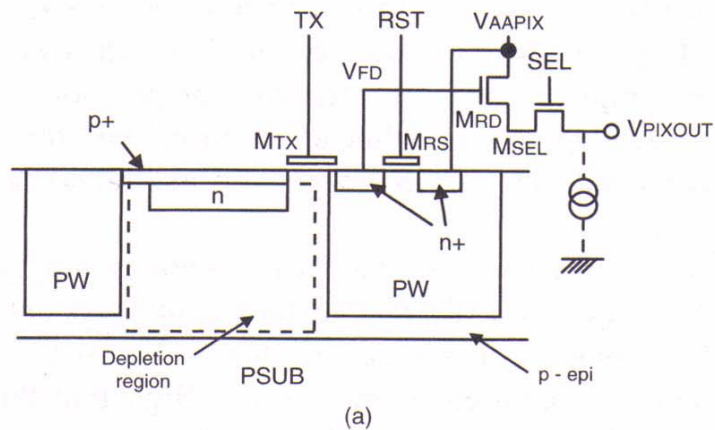 TX
RST
VAAPIX
SEL
VFD
p+
MTX
MRS
MRD
MSEL
VPIXOUT
n
n+
PW
PW
Depletion
region
PSUB
p - epi
(a)